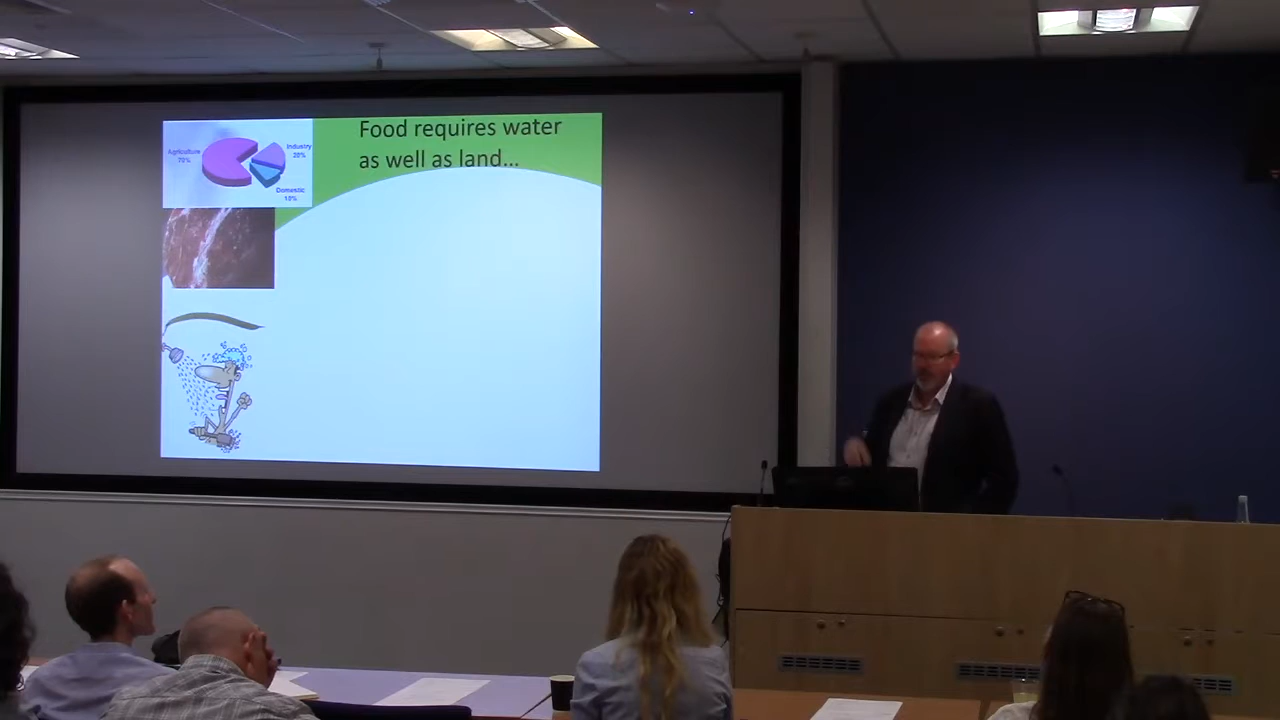 Food requires water
as well as land...
Agriculture
70%
Industry
20%
Domestic
10%